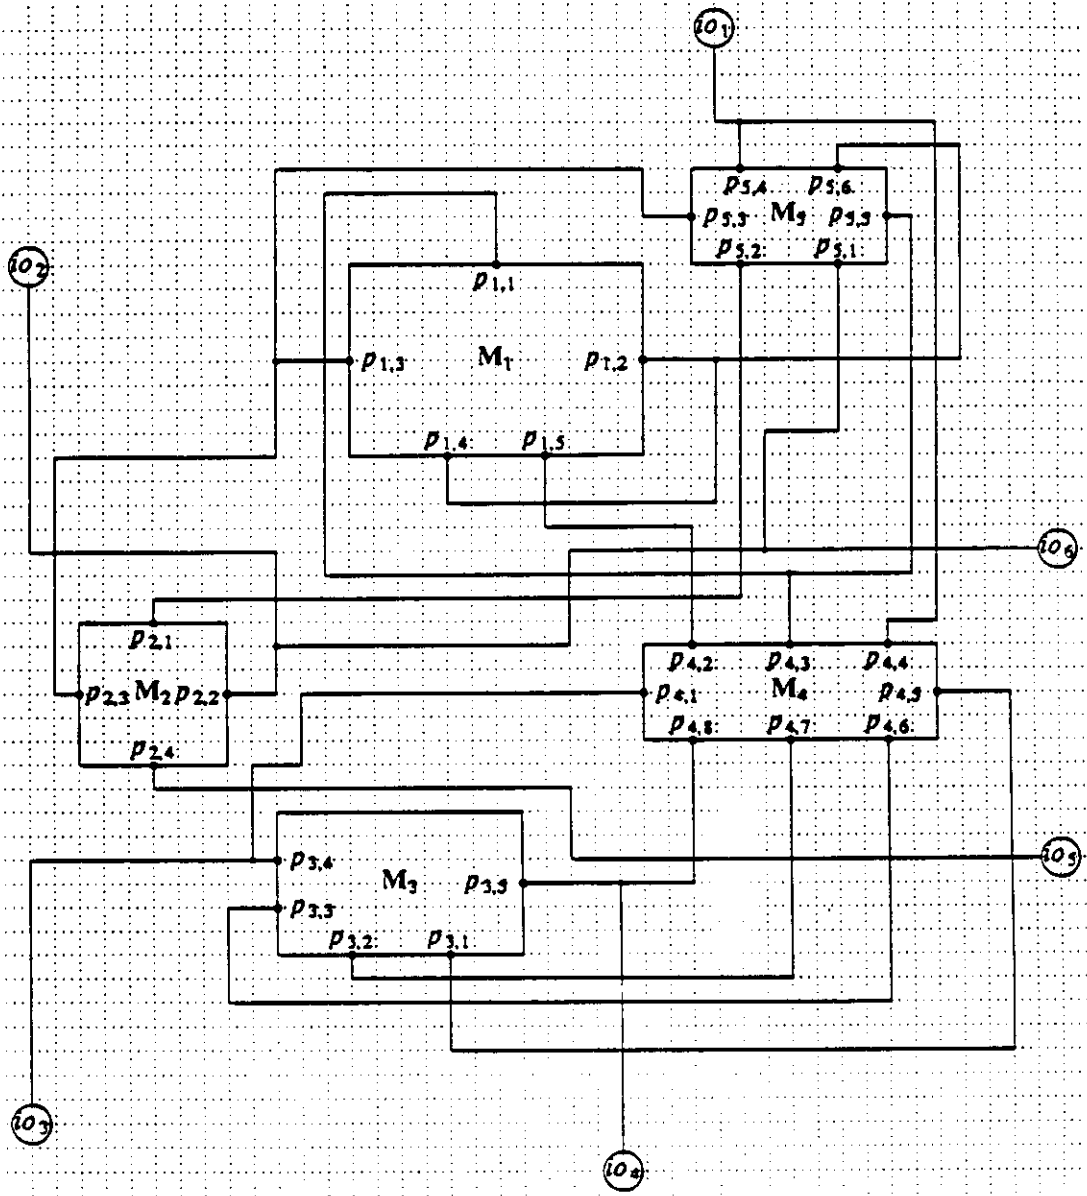 io1
p5,4 p5,6
p5,3 M5 p5,5
p5,2 p5,1
io2
p1,1
p1,3 M1 p1,2
p1,4 p1,5
io6
p2,1
p2,3 M2 p2,2
p2,4
p4,2 p4,3 p4,4
p4,1 M4 p4,5
p4,8 p4,7 p4,6
io5
p3,4
M3 p3,5
p3,3
p3,2 p3,1
io3
io4